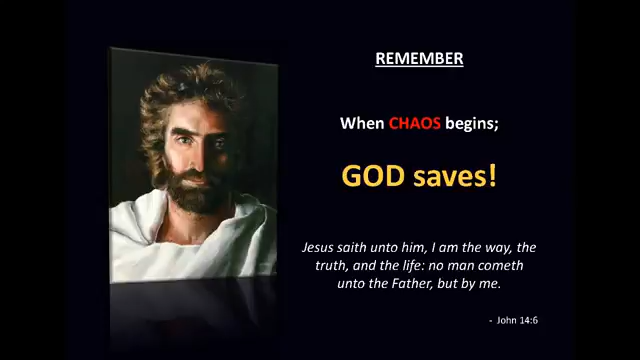 REMEMBER
When CHAOS begins;
GOD saves!
Jesus saith unto him, I am the way, the
truth, and the life: no man cometh
unto the Father, but by me.
- John 14:6